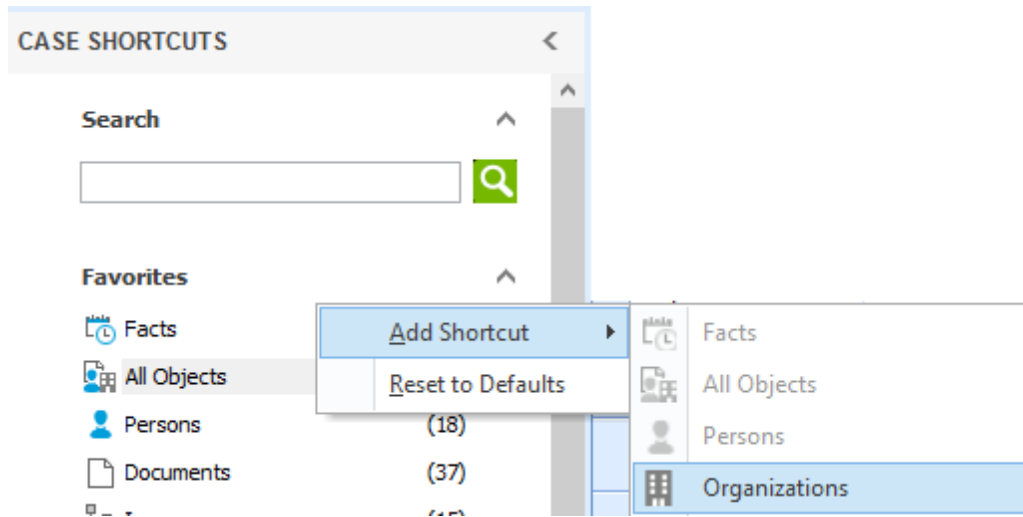 CASE SHORTCUTS
Search
Favorites
Facts
All Objects
Persons (18)
Documents (37)
Add Shortcut
Reset to Defaults
Facts
All Objects
Persons
Organizations